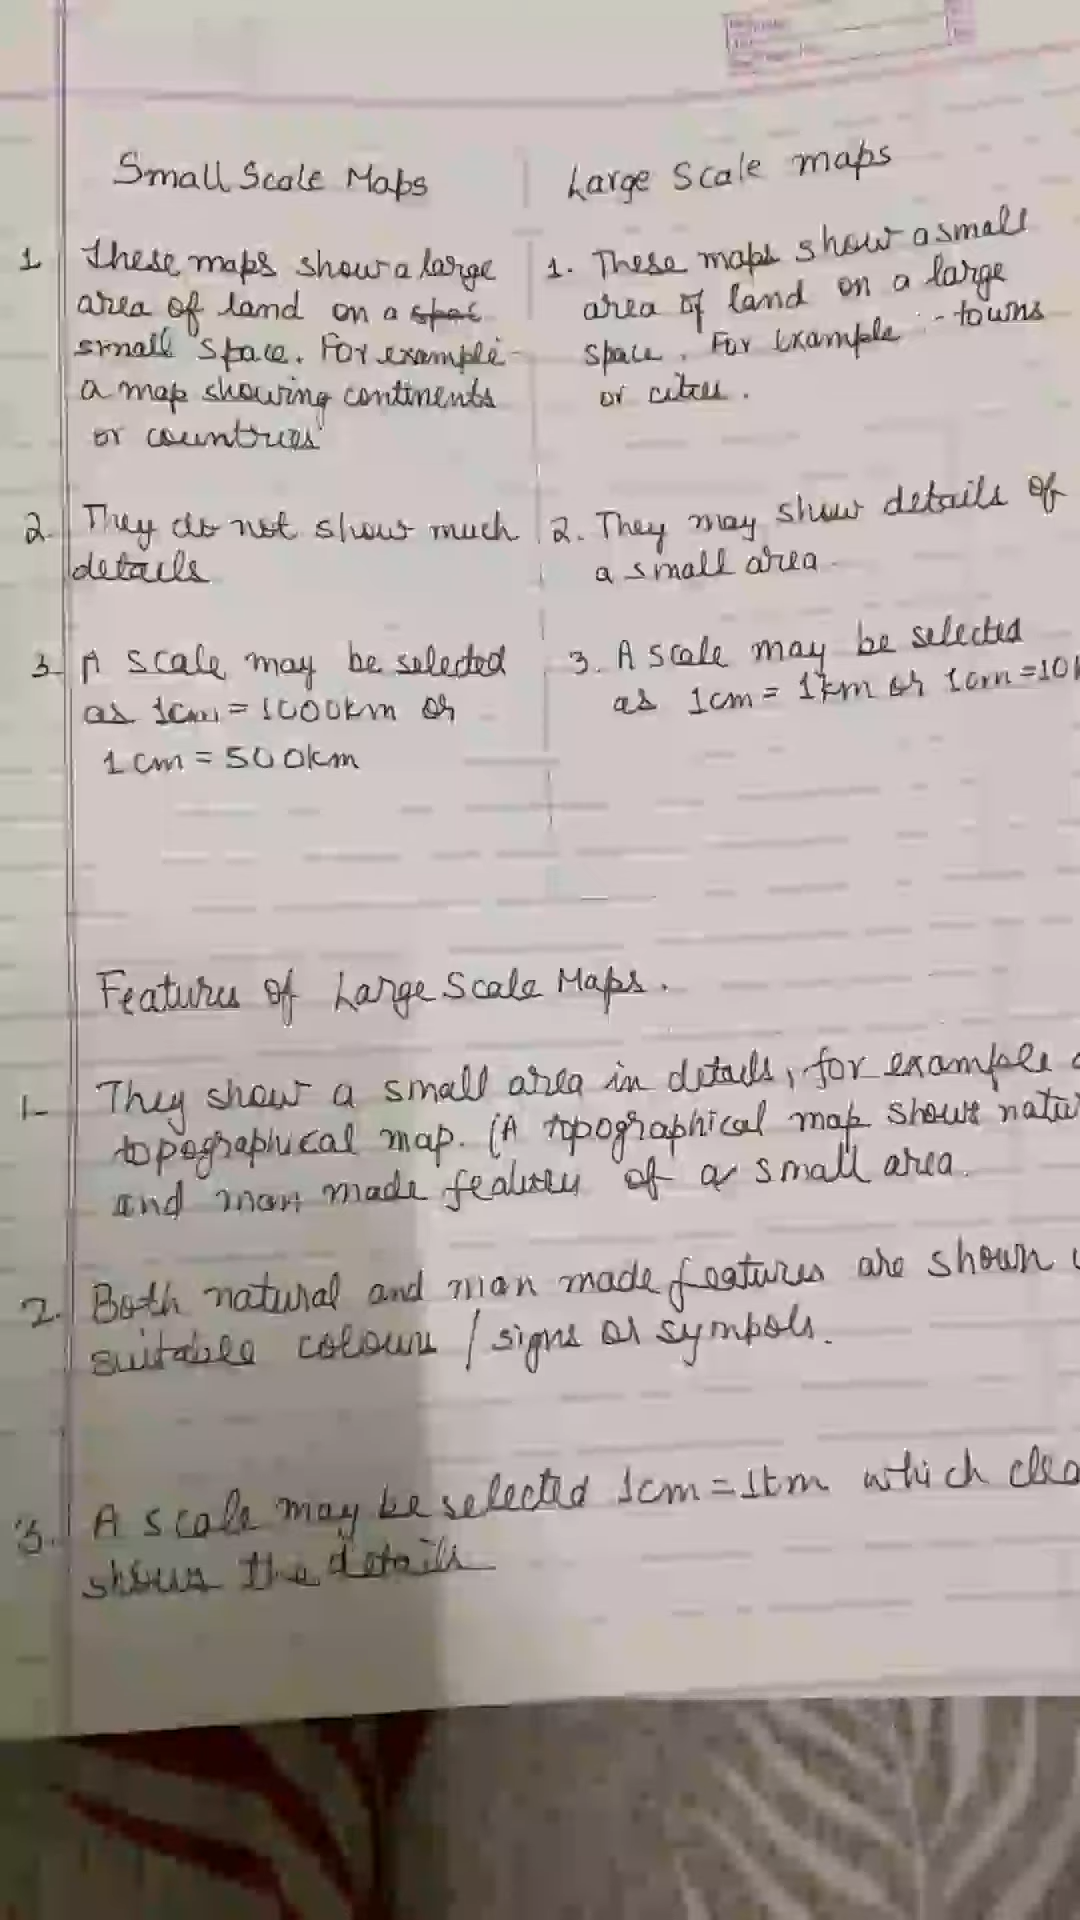 Small Scale Maps
Large Scale maps
1 These maps show a large
area of land on a spac
small space. For example -
a map showing continents
or countries
1. These maps show a small
area of land on a large
space. For example :- towns
or cities.
2. They do not show much
details
2. They may show details of
a small area
3. A scale may be selected
as 1cm = 1000km or
1 cm = 500km
3. A scale may be selected
as 1cm = 1km or 1cm = 10k
Features of Large Scale Maps.
1- They show a small area in details, for example a
topographical map. (A topographical map shows natu
and man made features of a small area.
2. Both natural and man made features are shown
suitable colours / signs or symbols.
3. A scale may be selected 1cm = 1km which clea
shows the details